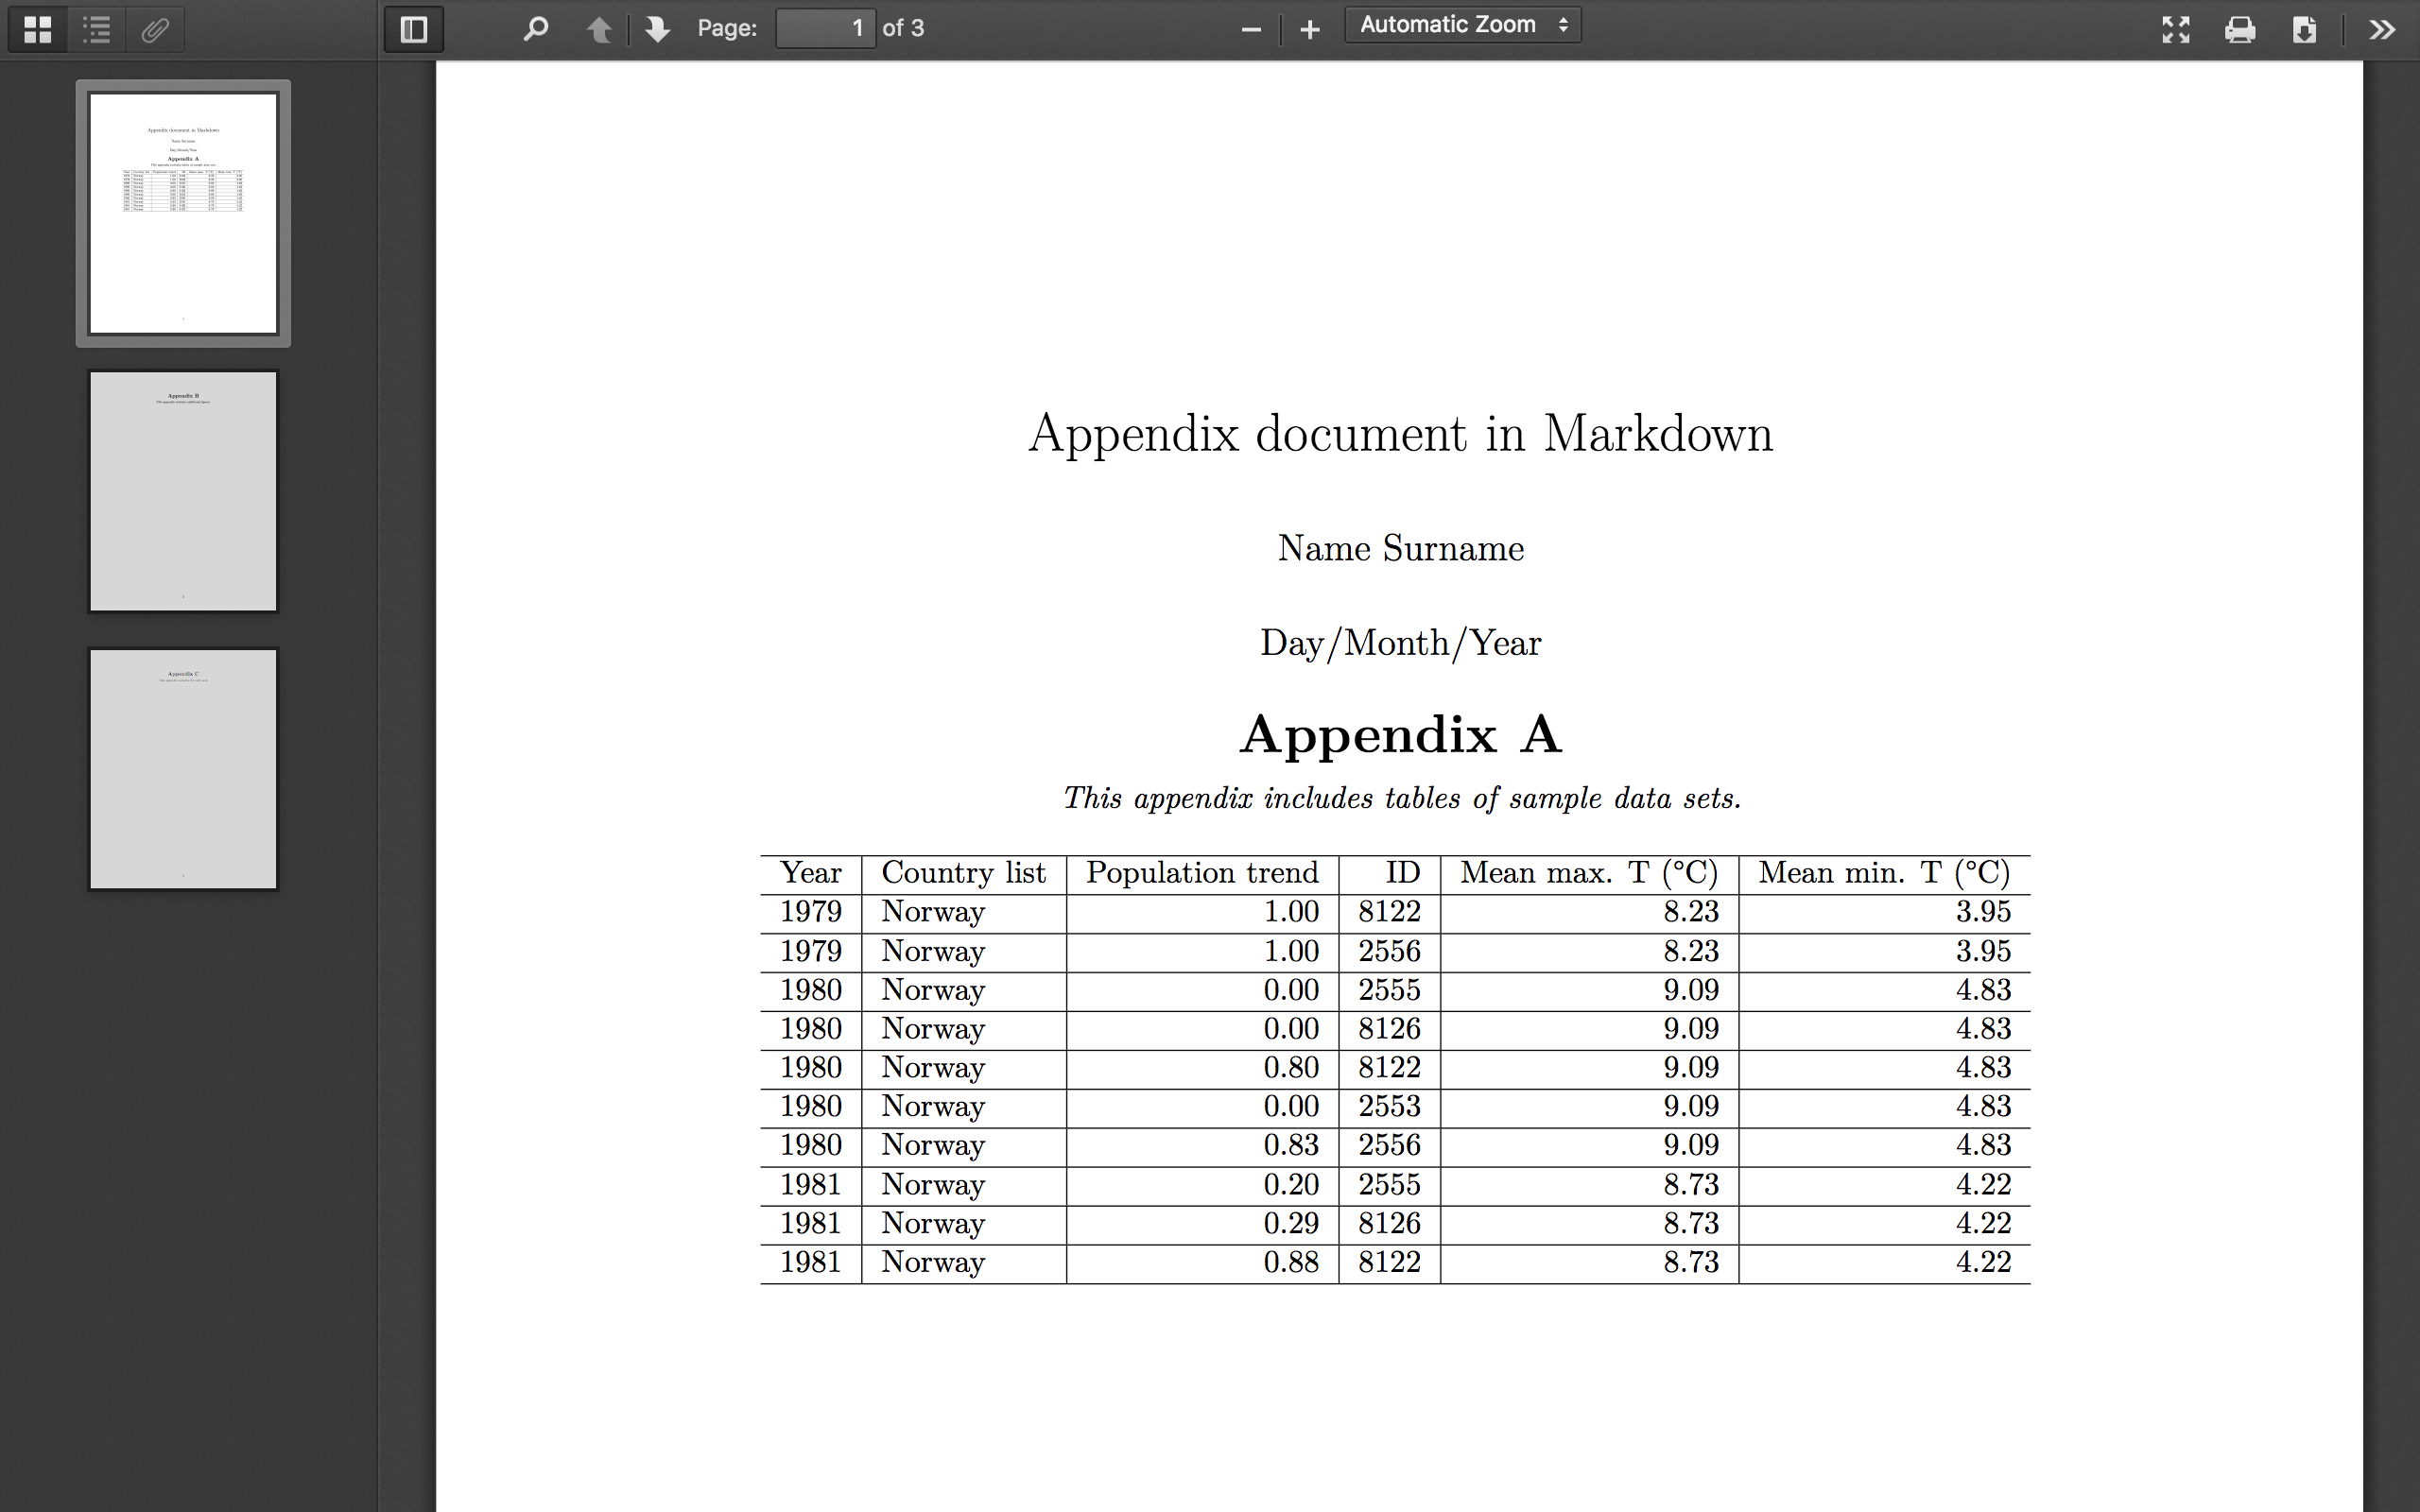 Page: 1 of 3 Automatic Zoom
Appendix B
Appendix C
Appendix document in Markdown
Name Surname
Day/Month/Year
Appendix A
This appendix includes tables of sample data sets.
Year Country list Population trend ID Mean max. T (°C) Mean min. T (°C)
1979 Norway 1.00 8122 8.23 3.95
1979 Norway 1.00 2556 8.23 3.95
1980 Norway 0.00 2555 9.09 4.83
1980 Norway 0.00 8126 9.09 4.83
1980 Norway 0.80 8122 9.09 4.83
1980 Norway 0.00 2553 9.09 4.83
1980 Norway 0.83 2556 9.09 4.83
1981 Norway 0.20 2555 8.73 4.22
1981 Norway 0.29 8126 8.73 4.22
1981 Norway 0.88 8122 8.73 4.22